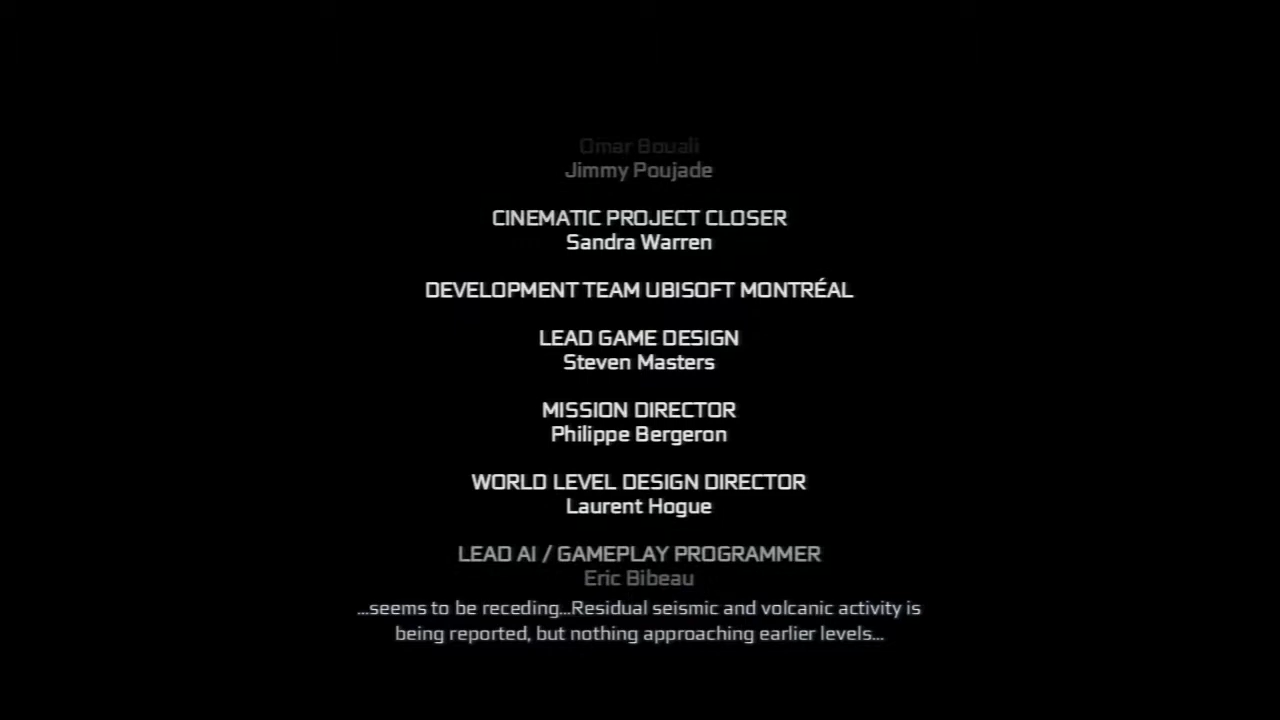 Omar Bouali
Jimmy Poujade
CINEMATIC PROJECT CLOSER
Sandra Warren
DEVELOPMENT TEAM UBISOFT MONTRÉAL
LEAD GAME DESIGN
Steven Masters
MISSION DIRECTOR
Philippe Bergeron
WORLD LEVEL DESIGN DIRECTOR
Laurent Hogue
LEAD AI / GAMEPLAY PROGRAMMER
Eric Bibeau
...seems to be receding...Residual seismic and volcanic activity is
being reported, but nothing approaching earlier levels...